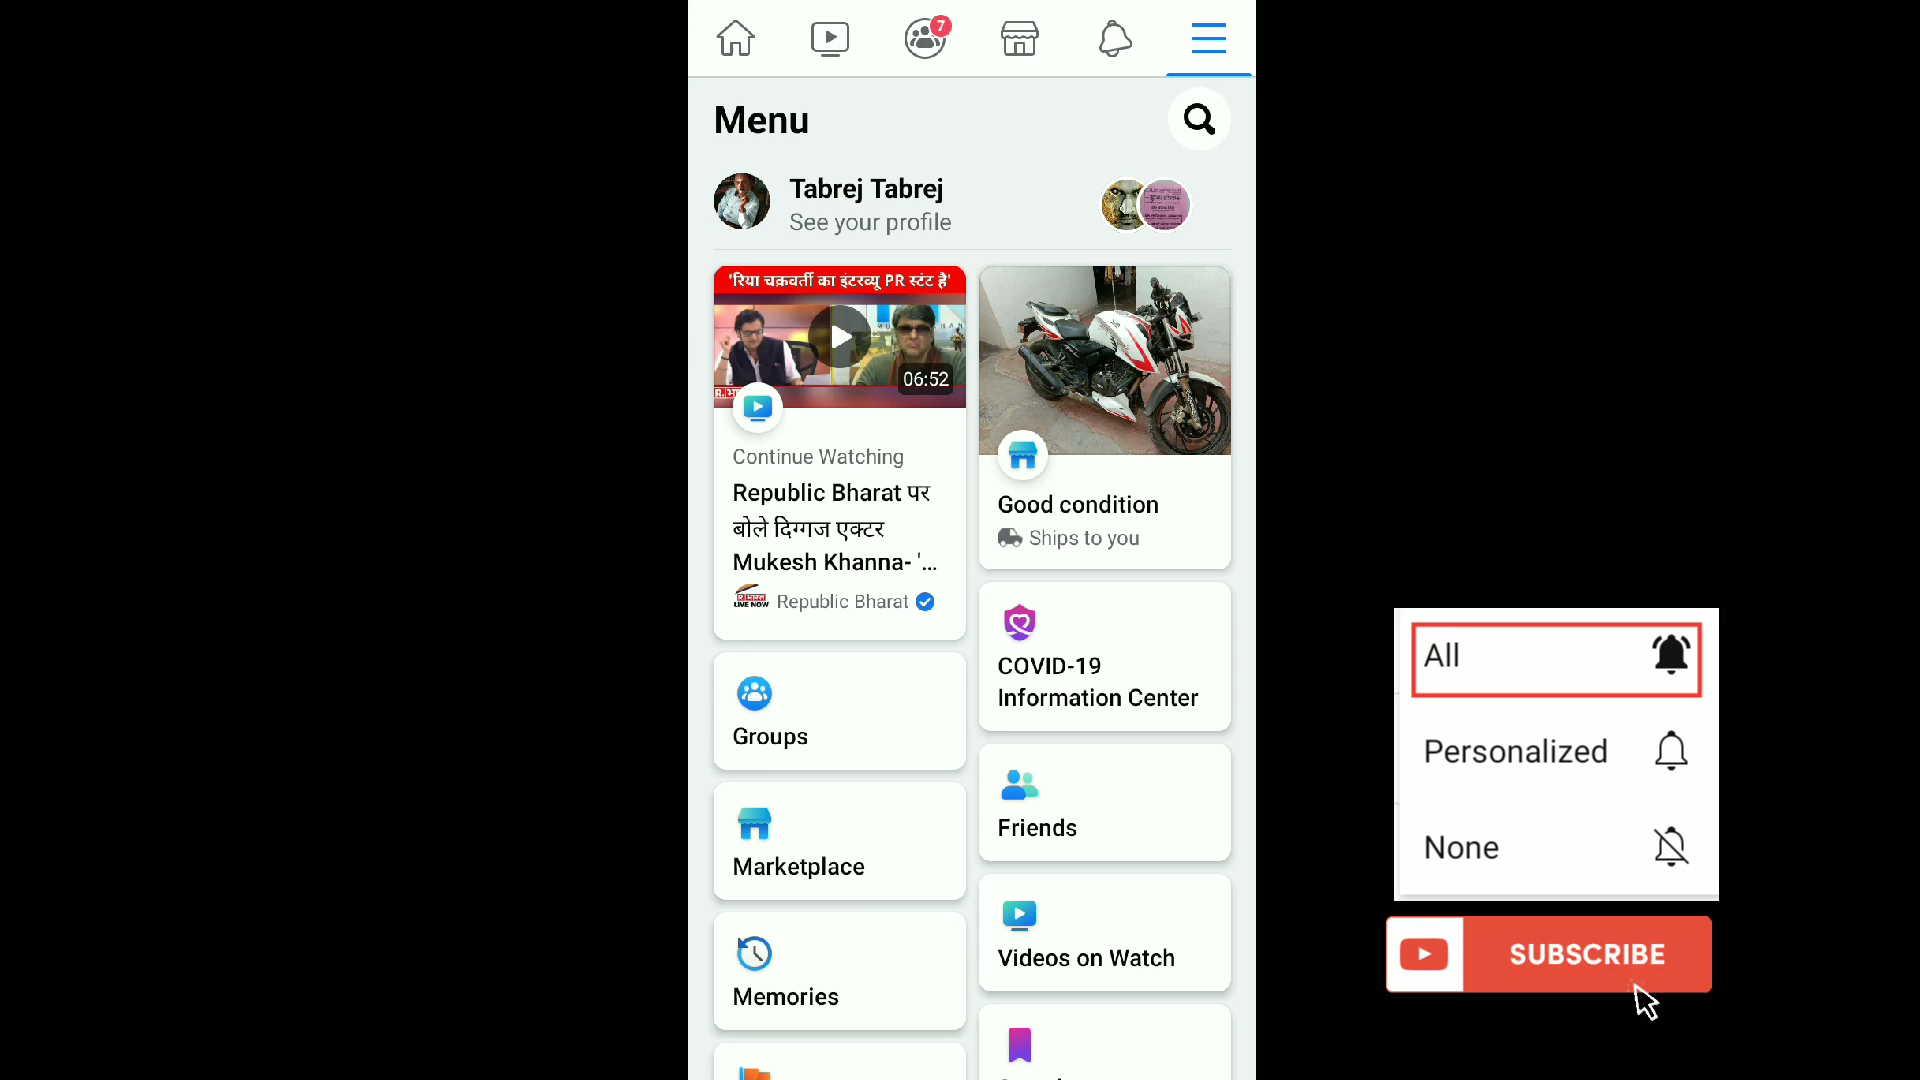 7
Menu
Tabrej Tabrej
See your profile
'रिया चक्रवर्ती का इंटरव्यू PR स्टंट है'
06:52
Continue Watching
Republic Bharat पर
बोले दिग्गज एक्टर
Mukesh Khanna- '...
LIVE NOW
Republic Bharat
Good condition
Ships to you
COVID-19
Information Center
Groups
Friends
Marketplace
Videos on Watch
Memories
All
Personalized
None
SUBSCRIBE